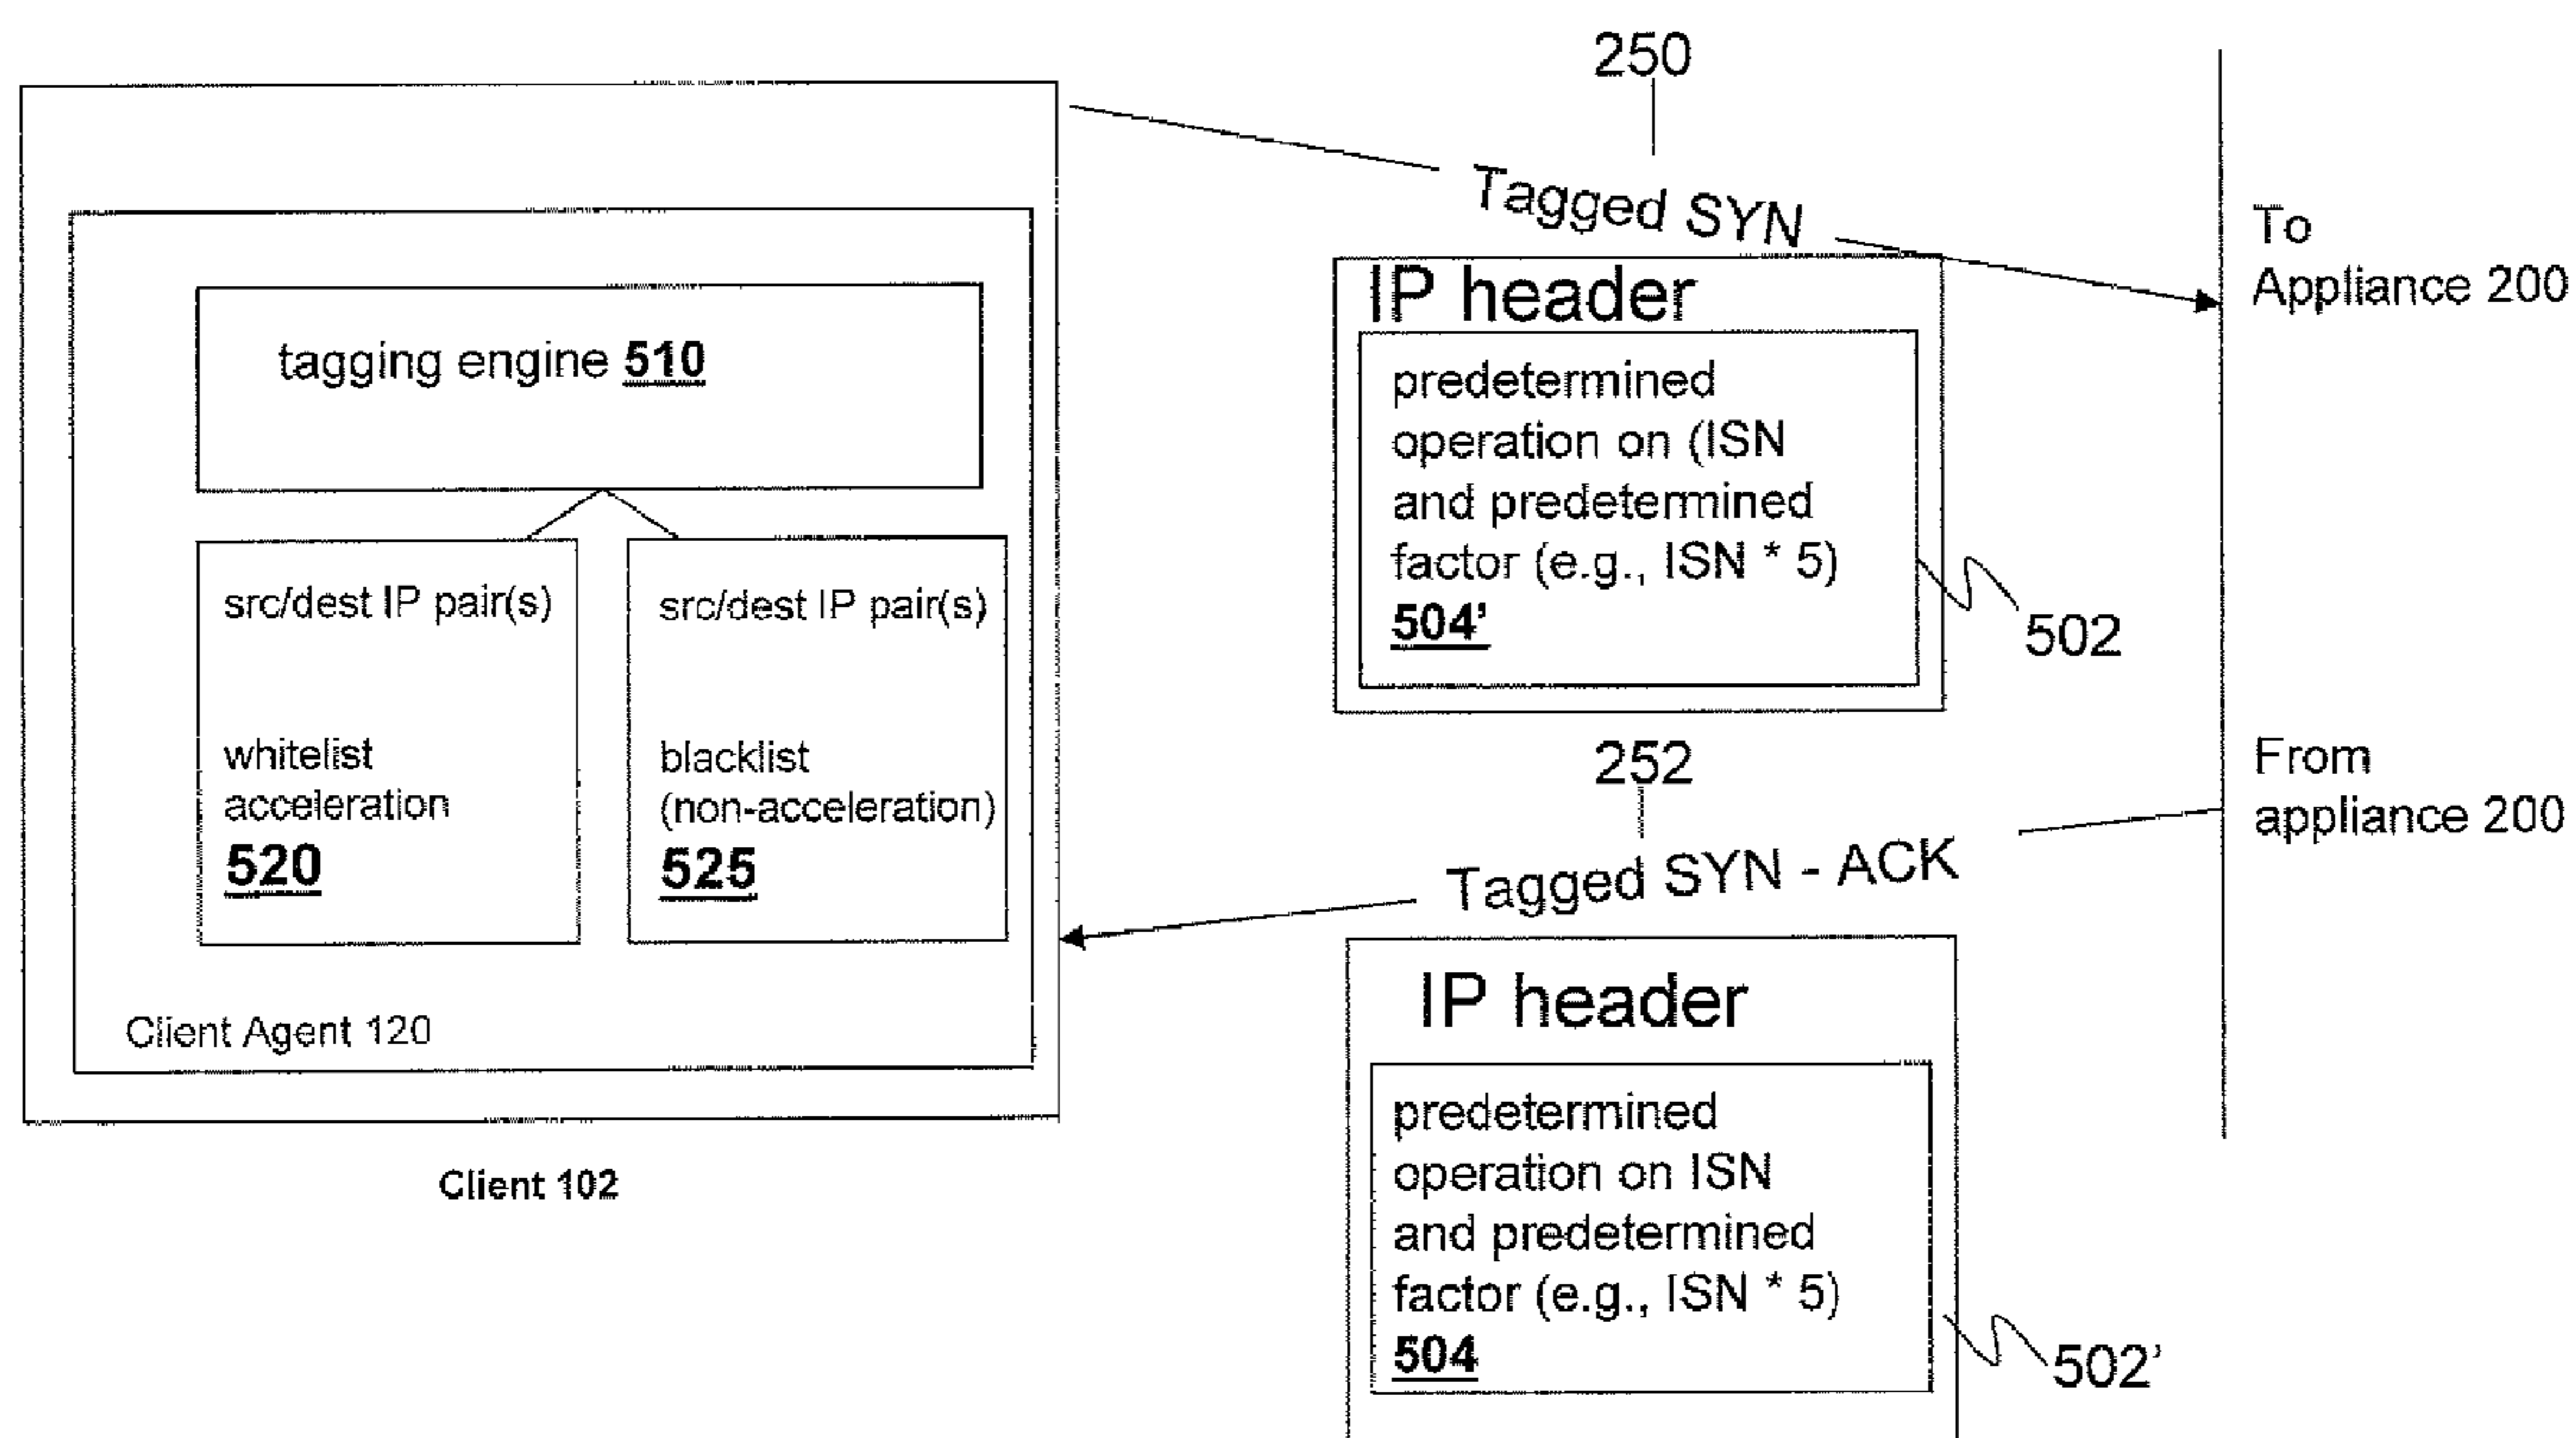 250
Tagged SYN
To
Appliance 200
IP header
predetermined
operation on (ISN
and predetermined
factor (e.g., ISN * 5)
504'
502
tagging engine 510
src/dest IP pair(s)
whitelist
acceleration
520
src/dest IP pair(s)
blacklist
(non-acceleration)
525
Client Agent 120
Client 102
252
Tagged SYN - ACK
From
appliance 200
IP header
predetermined
operation on ISN
and predetermined
factor (e.g., ISN * 5)
504
502'